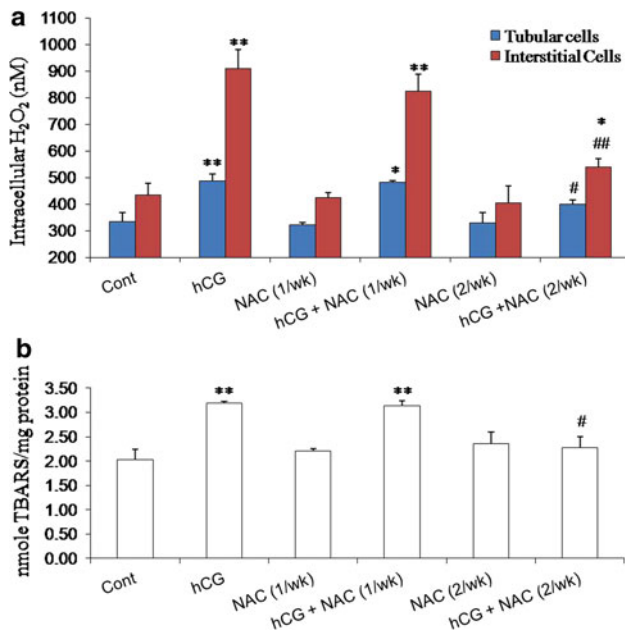 a
Intracellular H₂O₂ (nM)
1100
1000
900
800
700
600
500
400
300
200
Tubular cells
Interstitial Cells
**
**
**
*
*
##
#
Cont
hCG
NAC (1/wk)
hCG + NAC (1/wk)
NAC (2/wk)
hCG +NAC (2/wk)
b
nmole TBARS/mg protein
3.50
3.00
2.50
2.00
1.50
1.00
0.50
0.00
**
**
#
Cont
hCG
NAC (1/wk)
hCG + NAC (1/wk)
NAC (2/wk)
hCG + NAC (2/wk)